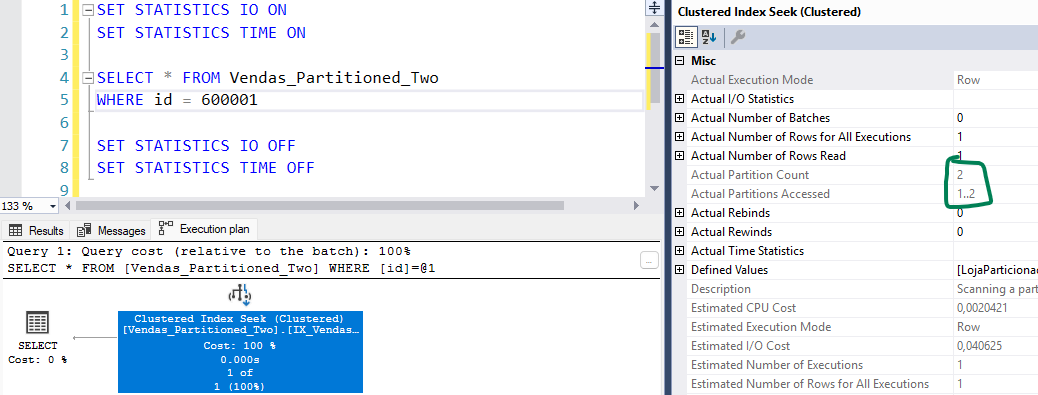 1 SET STATISTICS IO ON
2 SET STATISTICS TIME ON
3
4 SELECT * FROM Vendas_Partitioned_Two
5 WHERE id = 600001
6
7 SET STATISTICS IO OFF
8 SET STATISTICS TIME OFF
9
133 %
Results Messages Execution plan
Query 1: Query cost (relative to the batch): 100%
SELECT * FROM [Vendas_Partitioned_Two] WHERE [id]=@1
...
SELECT
Cost: 0 %
Clustered Index Seek (Clustered)
[Vendas_Partitioned_Two].[IX_Vendas…
Cost: 100 %
0.000s
1 of
1 (100%)
Clustered Index Seek (Clustered)
Misc
Actual Execution Mode Row
Actual I/O Statistics
Actual Number of Batches 0
Actual Number of Rows for All Executions 1
Actual Number of Rows Read 1
Actual Partition Count 2
Actual Partitions Accessed 1..2
Actual Rebinds 0
Actual Rewinds 0
Actual Time Statistics
Defined Values [LojaParticionad
Description Scanning a part
Estimated CPU Cost 0,0020421
Estimated Execution Mode Row
Estimated I/O Cost 0,040625
Estimated Number of Executions 1
Estimated Number of Rows for All Executions 1